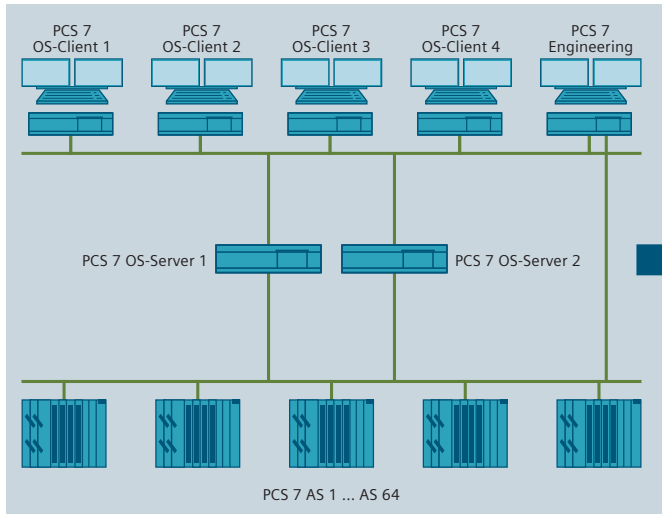 PCS 7
OS-Client 1
PCS 7
OS-Client 2
PCS 7
OS-Client 3
PCS 7
OS-Client 4
PCS 7
Engineering
PCS 7 OS-Server 1
PCS 7 OS-Server 2
PCS 7 AS 1 ... AS 64